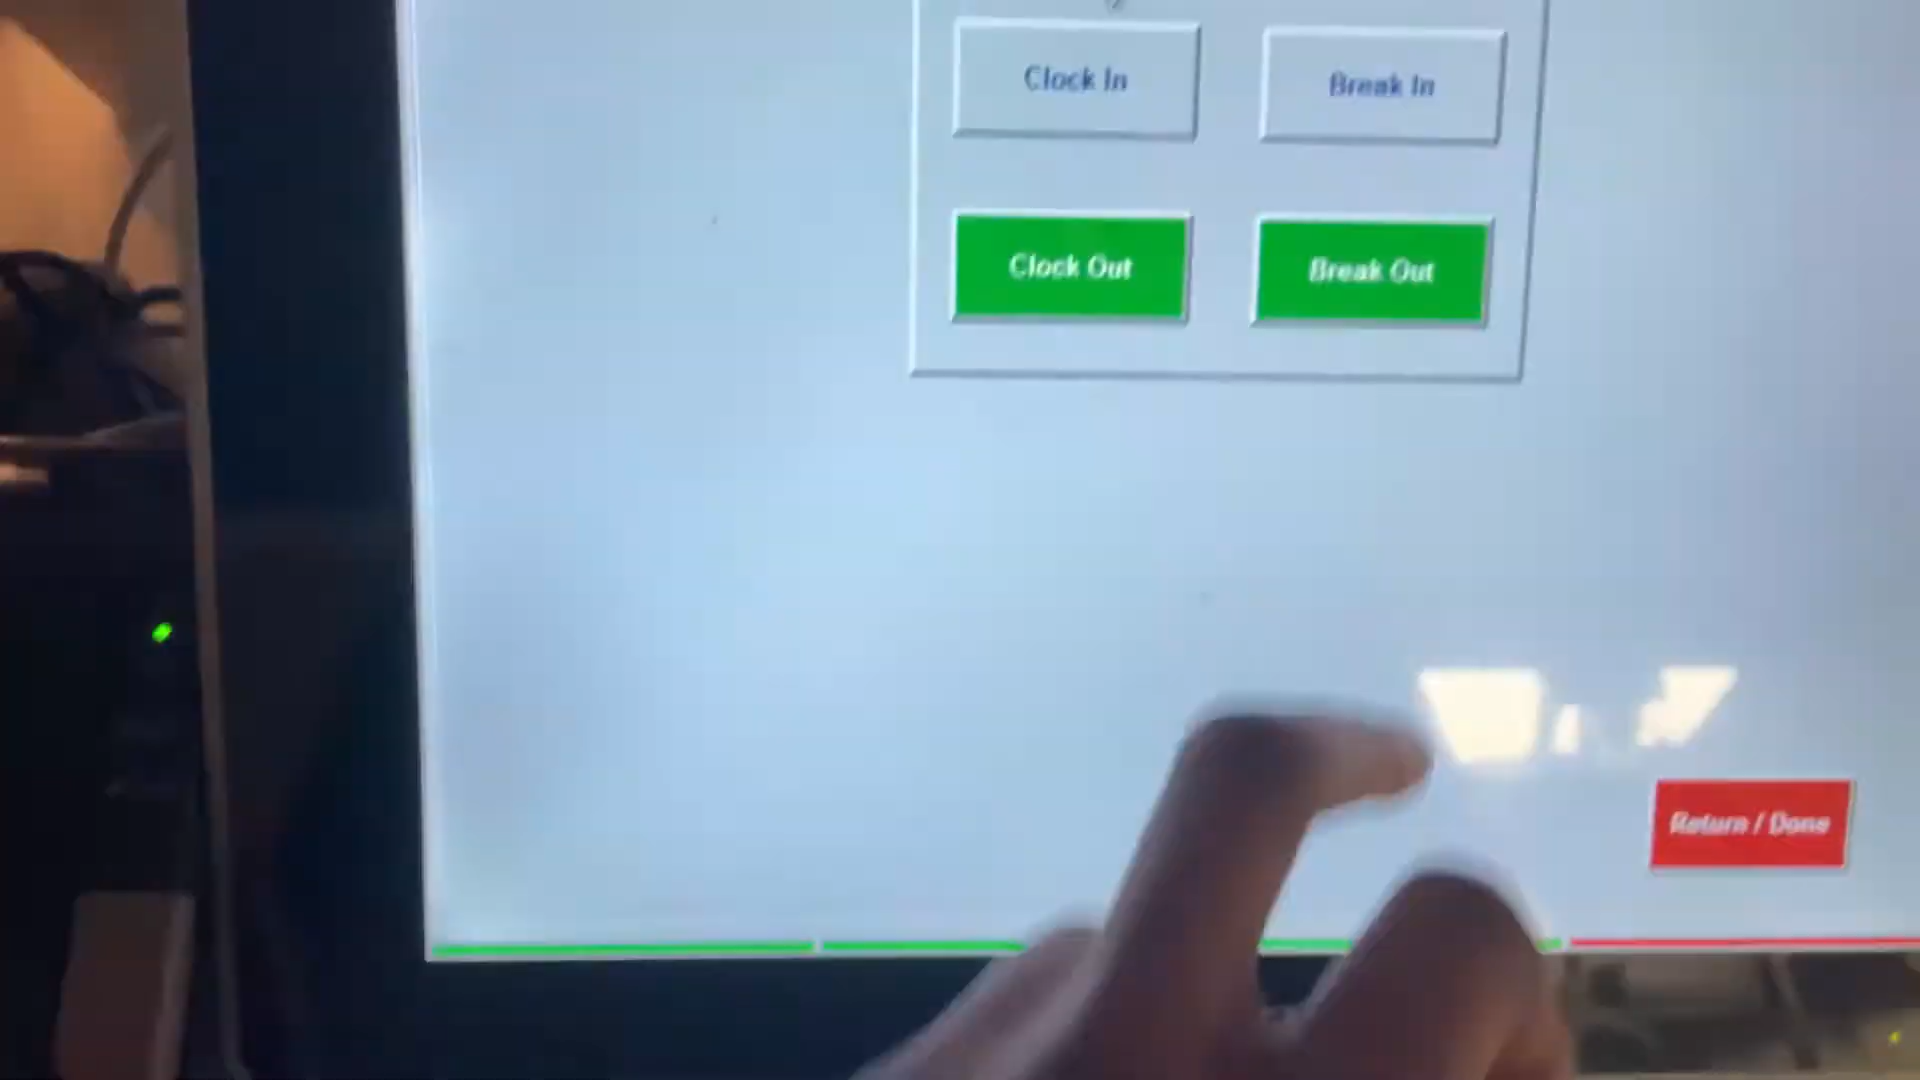 Clock In
Break In
Clock Out
Break Out
Return / Done